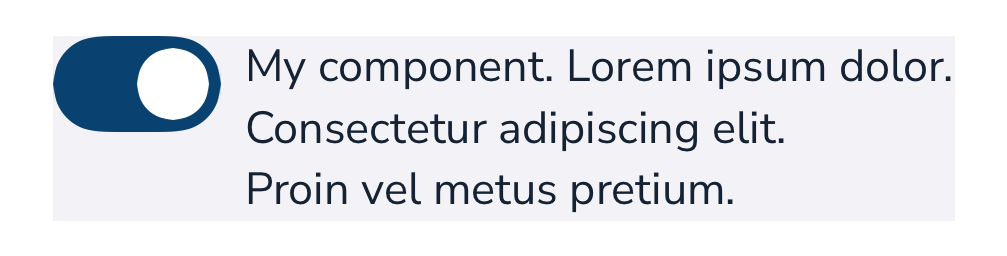 My component. Lorem ipsum dolor.
Consectetur adipiscing elit.
Proin vel metus pretium.